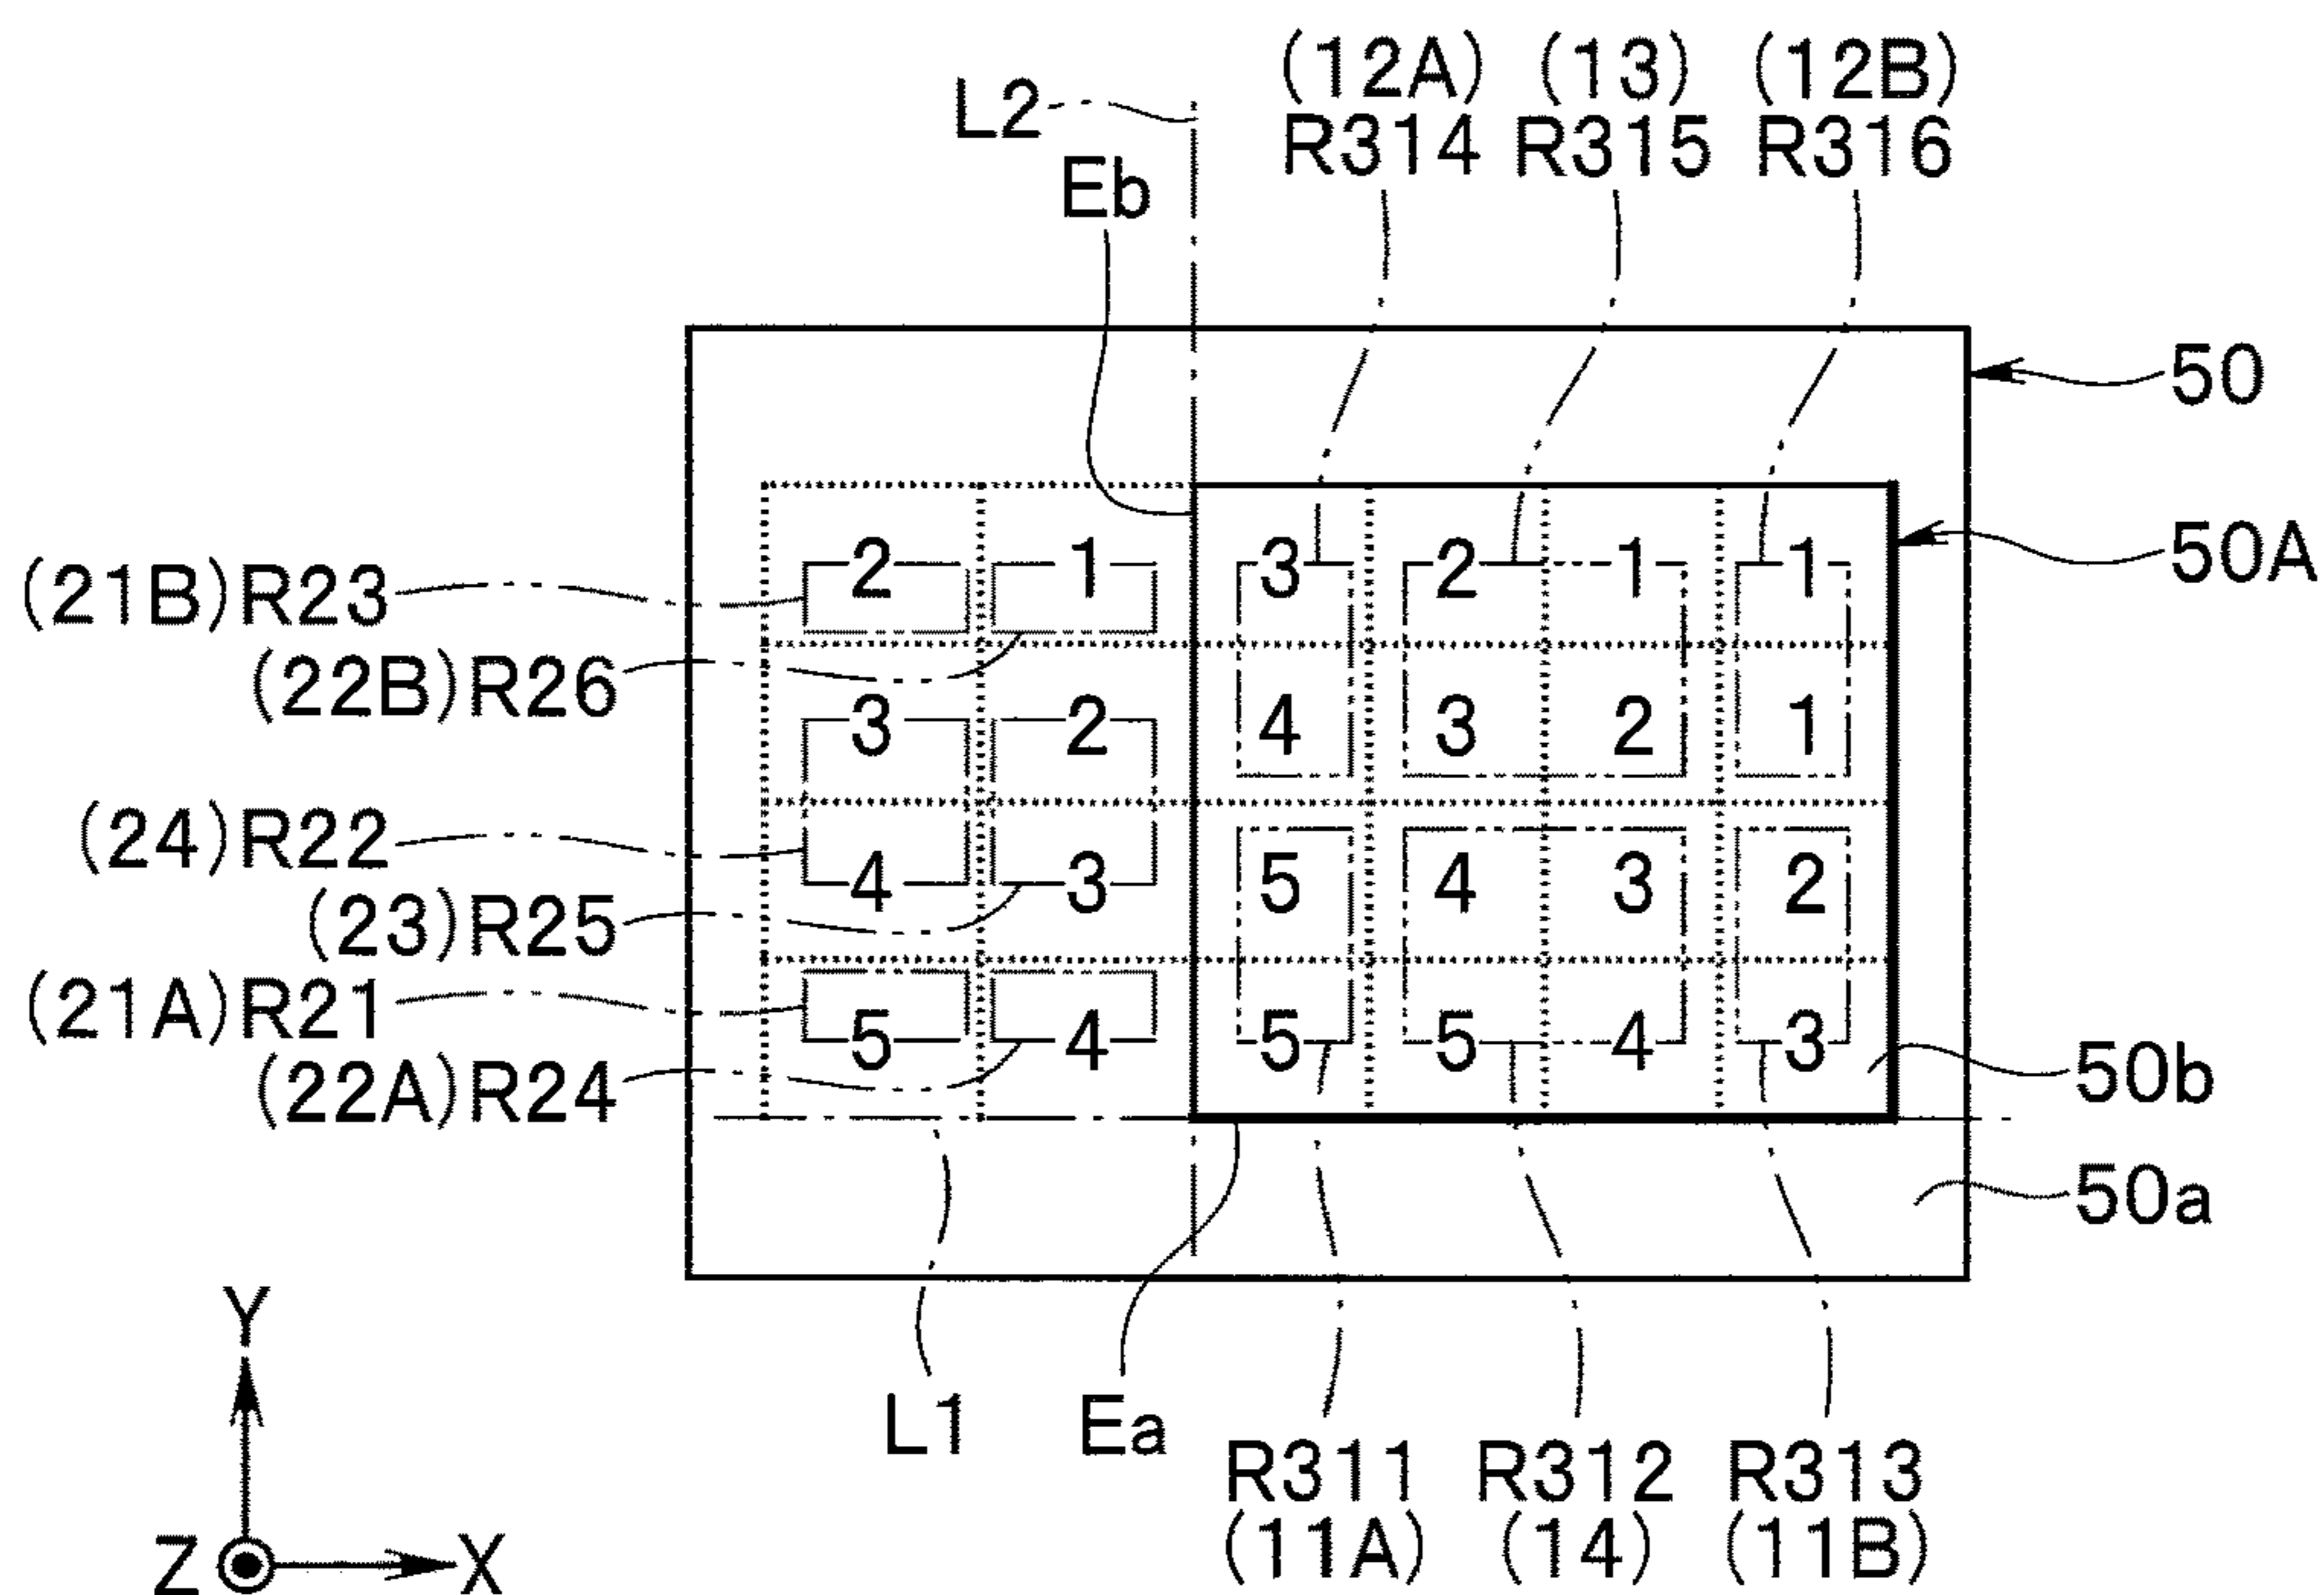 (12A) (13) (12B)
L2 R314 R315 R316
Eb
50
50A
2 1 3 2 1 1
(21B)R23
(22B)R26
3 2 4 3 2 1
(24)R22
4 3 5 4 3 2
(23)R25
(21A)R21
5 4 5 5 4 3
(22A)R24
50b
50a
L1 Ea
R311 R312 R313
(11A) (14) (11B)
Y
Z X